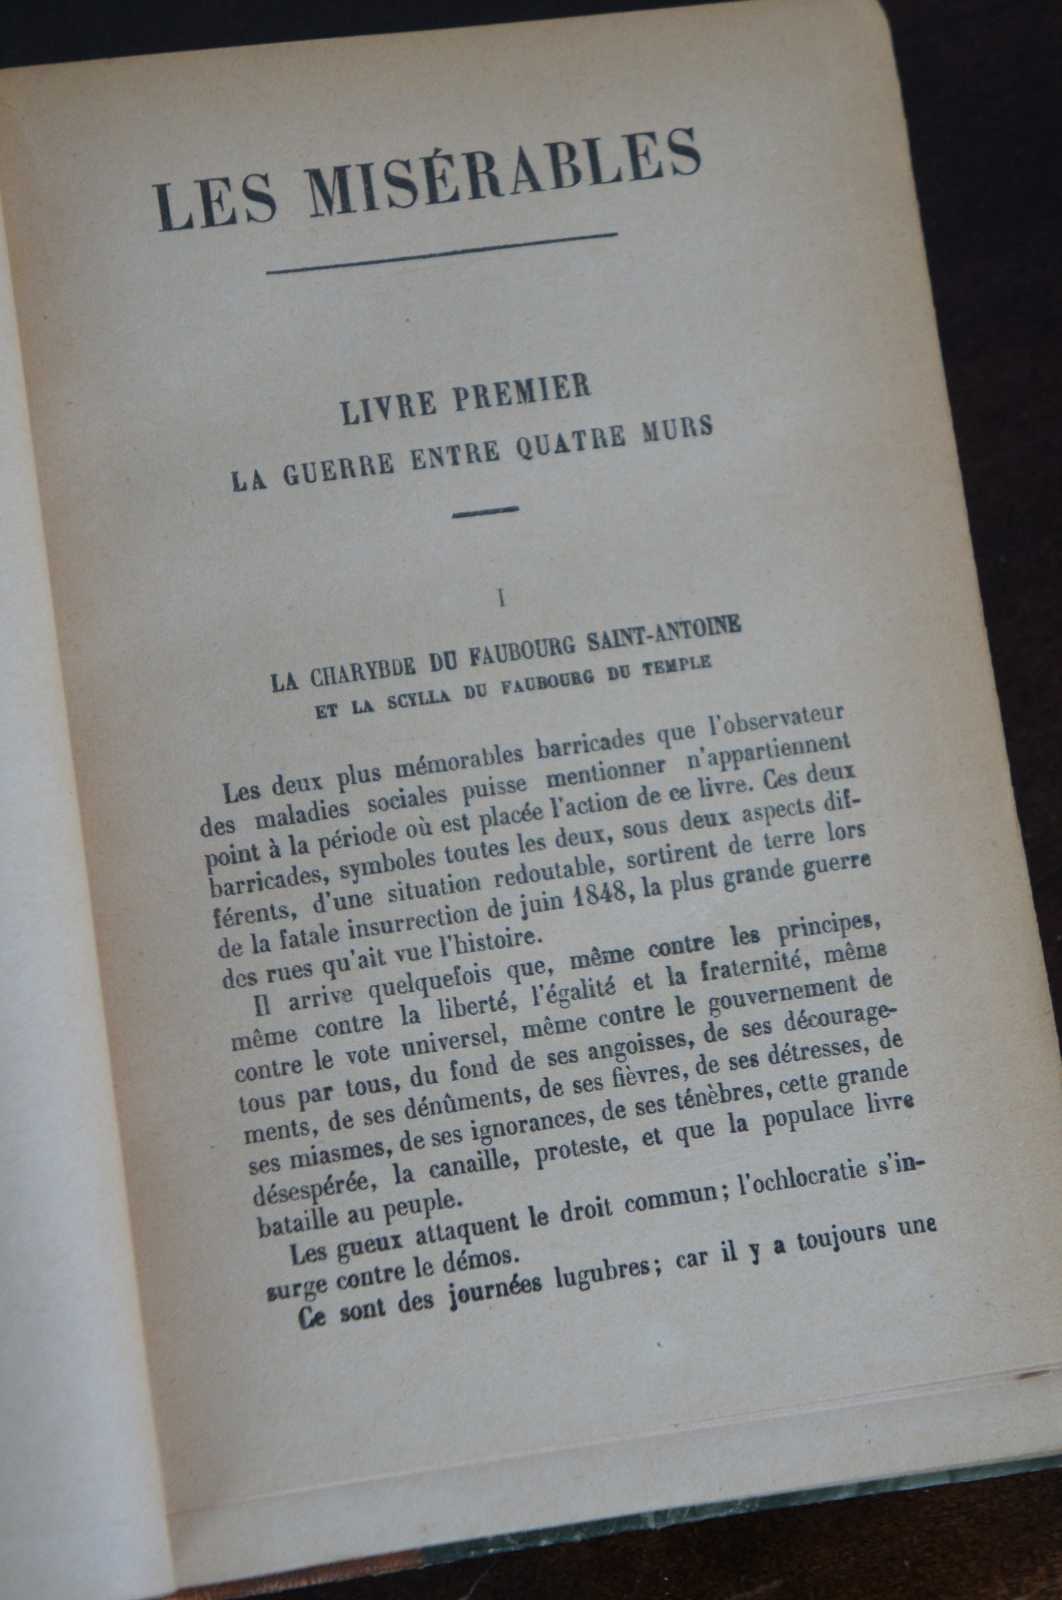 LES MISÉRABLES
LIVRE PREMIER
LA GUERRE ENTRE QUATRE MURS
I
LA CHARYBDE DU FAUBOURG SAINT-ANTOINE
ET LA SCYLLA DU FAUBOURG DU TEMPLE
Les deux plus mémorables barricades que l'observateur
des maladies sociales puisse mentionner n'appartiennent
point à la période où est placée l'action de ce livre. Ces deux
barricades, symboles toutes les deux, sous deux aspects dif-
férents, d'une situation redoutable, sortirent de terre lors
de la fatale insurrection de juin 1848, la plus grande guerre
des rues qu'ait vue l'histoire.
Il arrive quelquefois que, même contre les principes,
même contre la liberté, l'égalité et la fraternité, même
contre le vote universel, même contre le gouvernement de
tous par tous, du fond de ses angoisses, de ses décourage-
ments, de ses dénûments, de ses fièvres, de ses détresses, de
ses miasmes, de ses ignorances, de ses ténèbres, cette grande
désespérée, la canaille, proteste, et que la populace livre
bataille au peuple.
Les gueux attaquent le droit commun; l'ochlocratie s'in-
surge contre le démos.
Ce sont des journées lugubres; car il y a toujours une